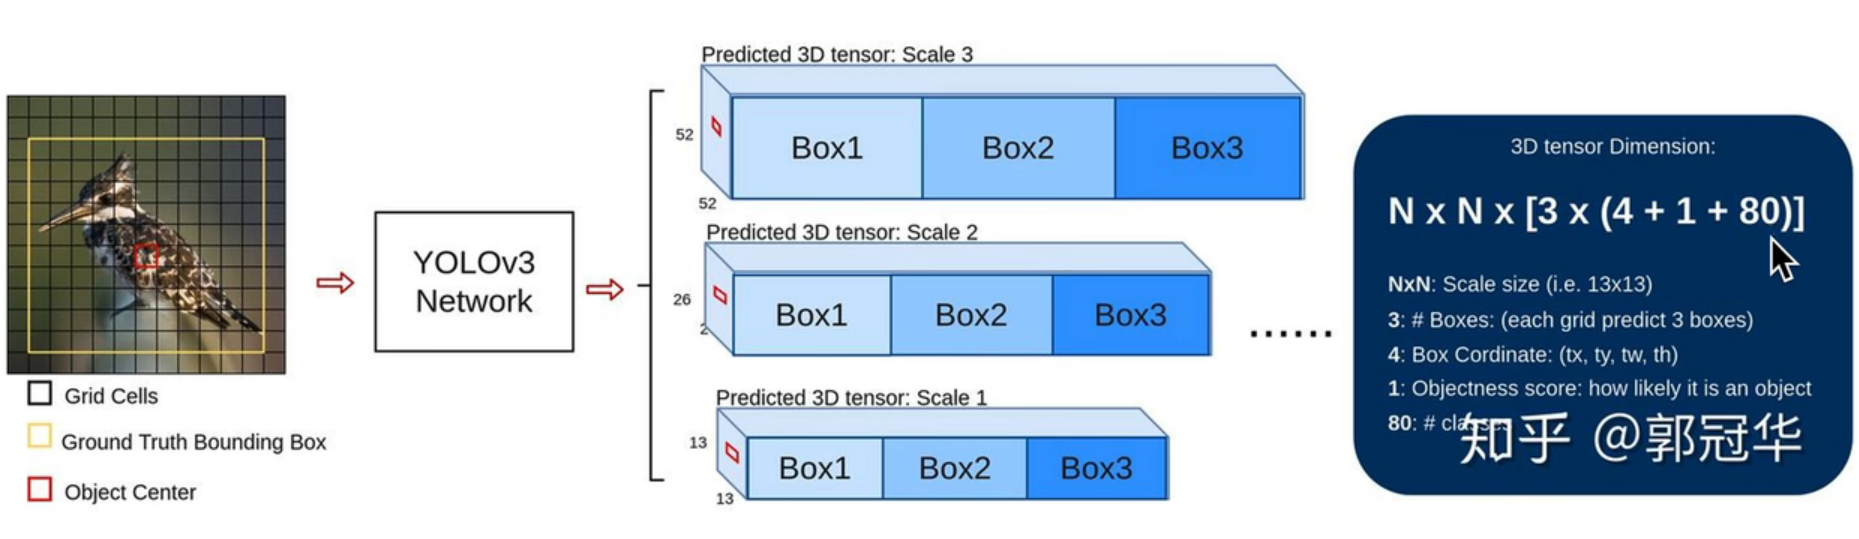 Grid Cells
Ground Truth Bounding Box
Object Center
YOLOv3
Network
Predicted 3D tensor: Scale 3
52
Box1
Box2
Box3
52
Predicted 3D tensor: Scale 2
26
Box1
Box2
Box3
Predicted 3D tensor: Scale 1
13
Box1
Box2
Box3
13
......
3D tensor Dimension:
N x N x [3 x (4 + 1 + 80)]
NxN: Scale size (i.e. 13x13)
3: # Boxes: (each grid predict 3 boxes)
4: Box Cordinate: (tx, ty, tw, th)
1: Objectness score: how likely it is an object
80: # classes
知乎 @郭冠华